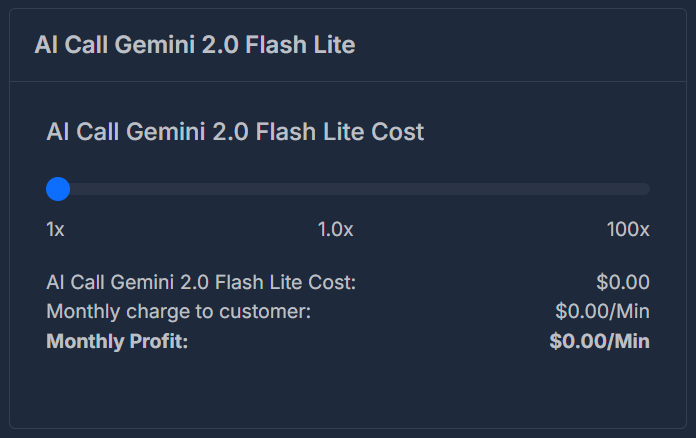 AI Call Gemini 2.0 Flash Lite
AI Call Gemini 2.0 Flash Lite Cost
1x 1.0x 100x
AI Call Gemini 2.0 Flash Lite Cost: $0.00
Monthly charge to customer: $0.00/Min
Monthly Profit: $0.00/Min